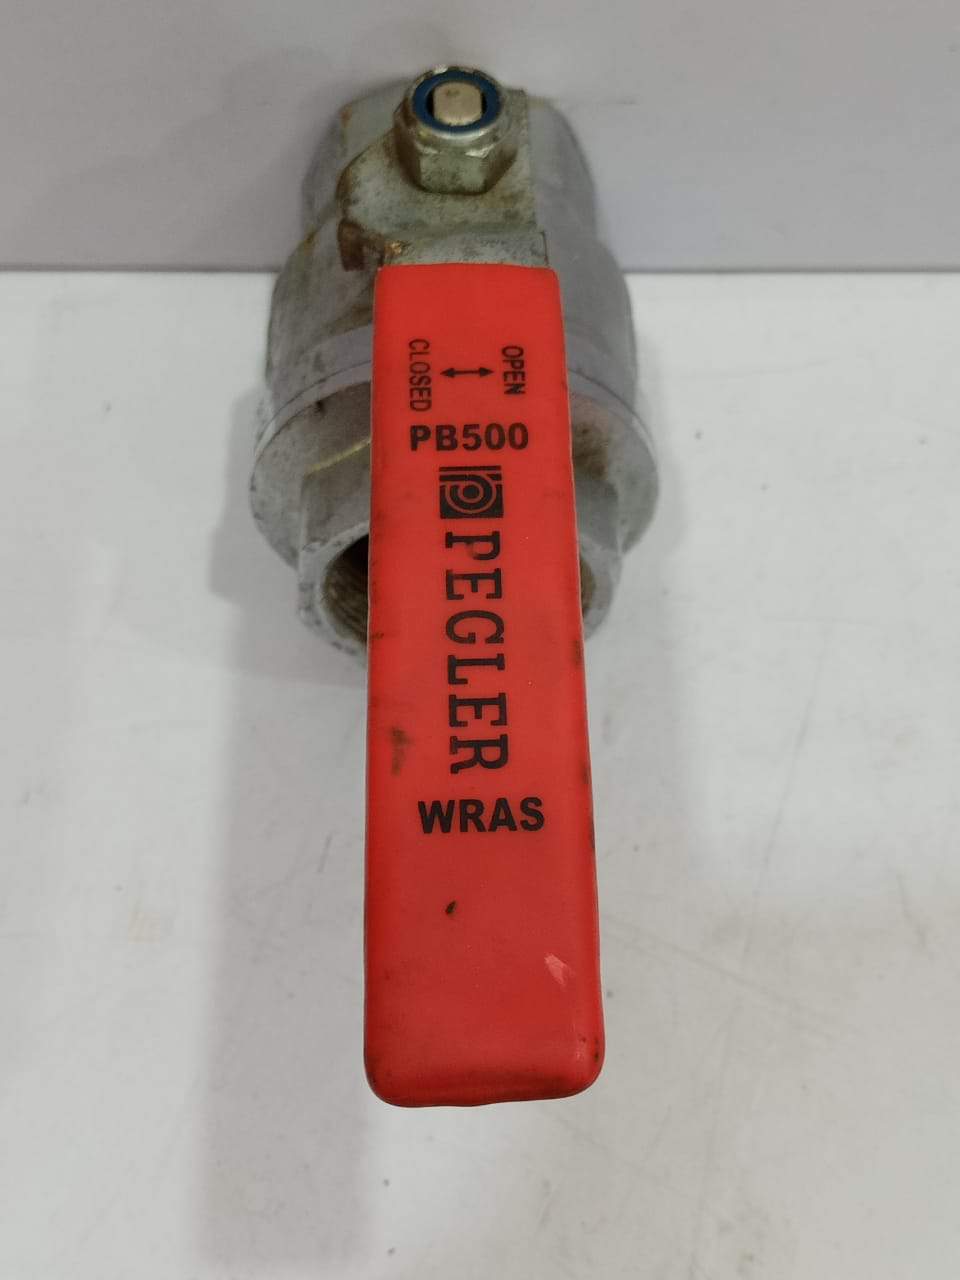 CLOSED
OPEN
PB500
PEGLER
WRAS